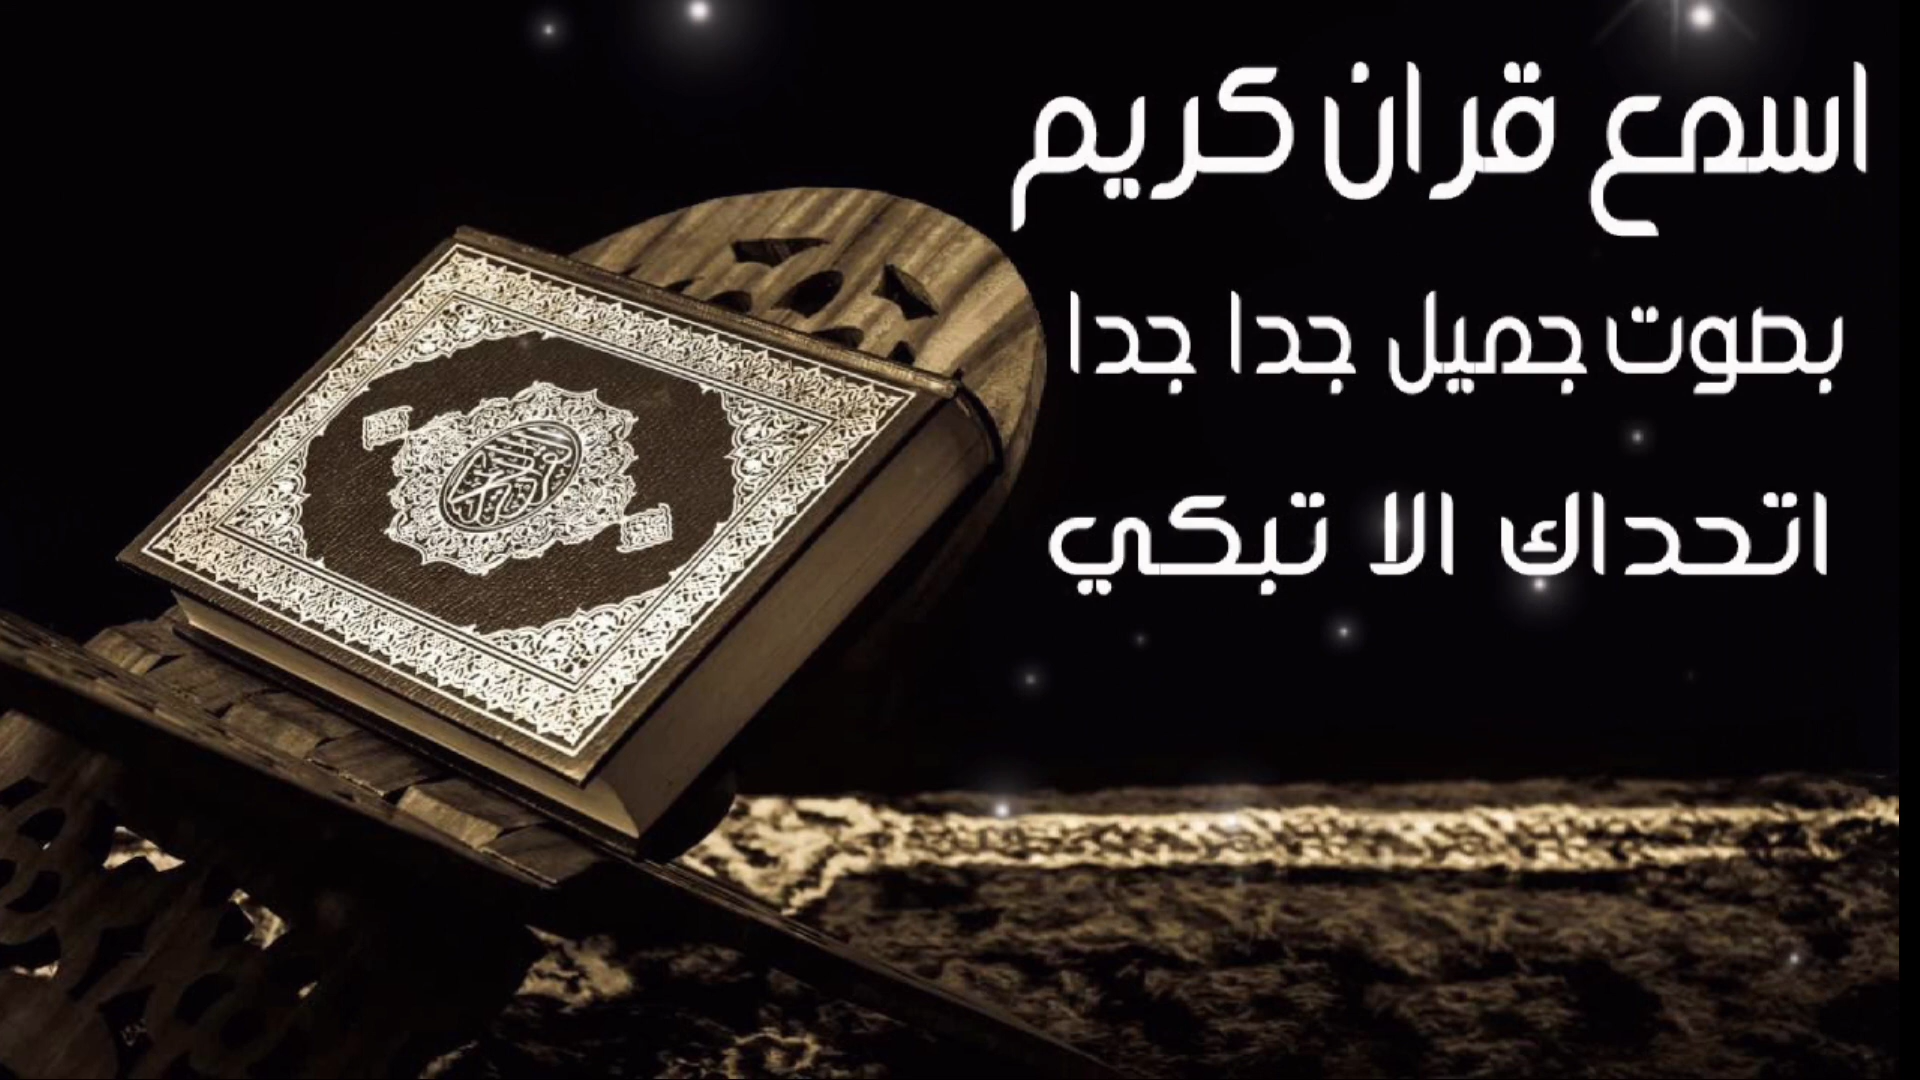 اسمع قران كريم
بصوت جميل جدا جدا
اتحداك الا تبكي